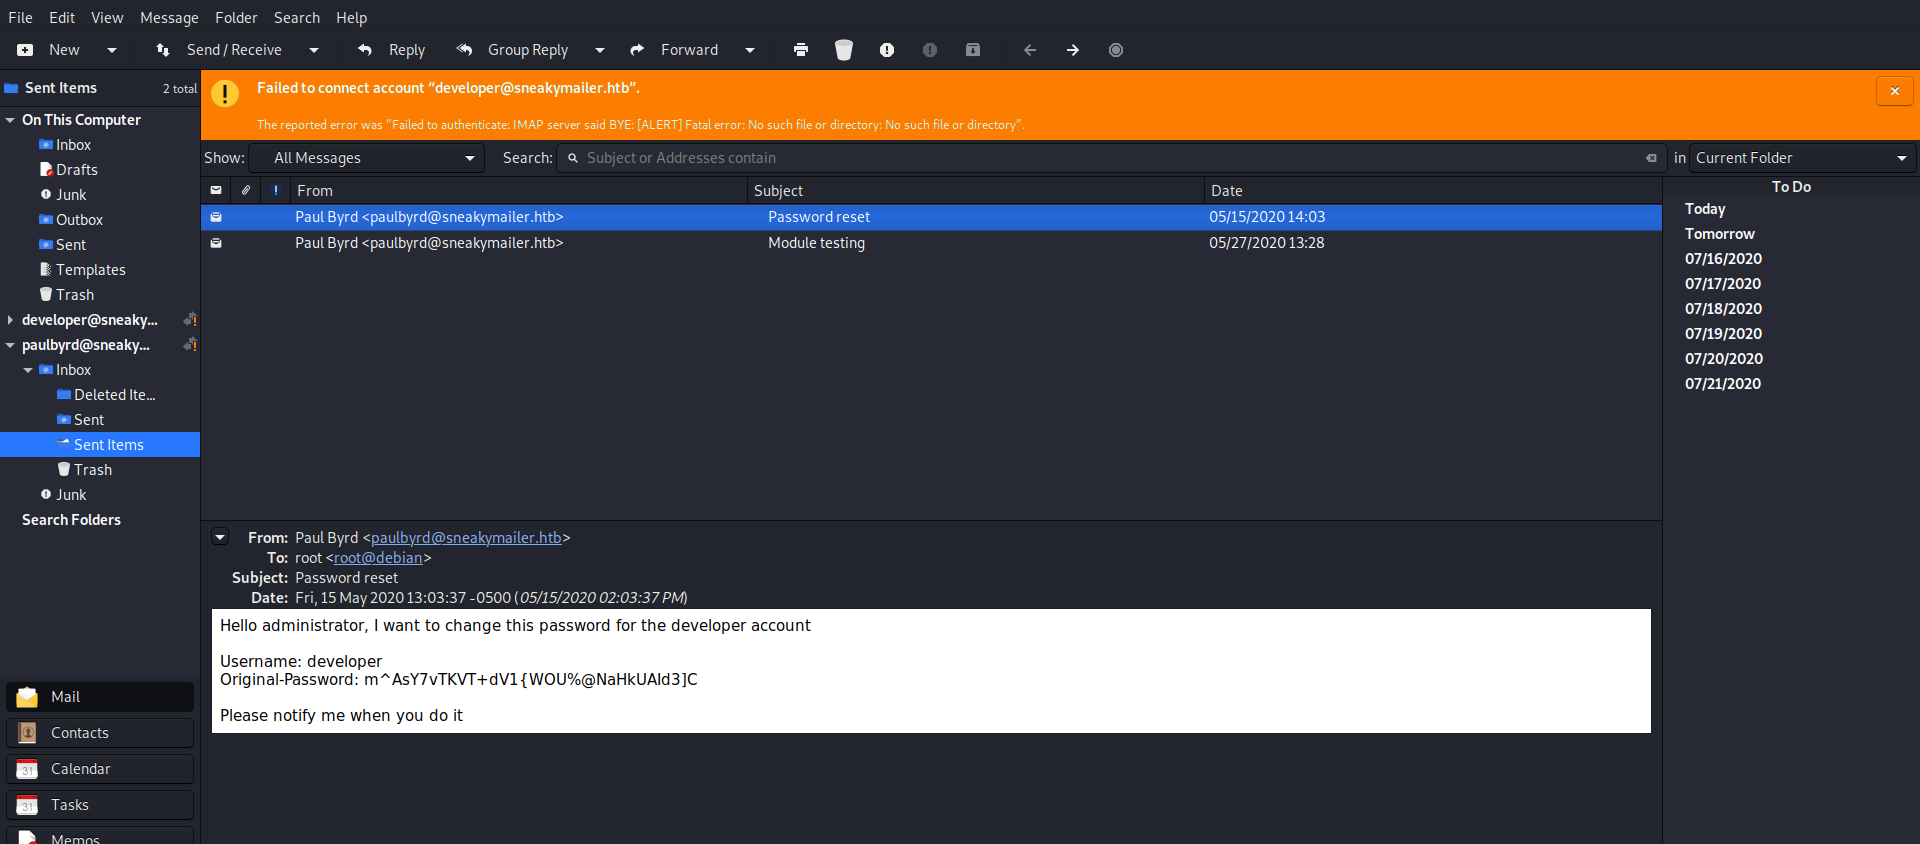 File Edit View Message Folder Search Help
New Send / Receive Reply Group Reply Forward
Sent Items 2 total
Failed to connect account “developer@sneakymailer.htb”.
The reported error was “Failed to authenticate: IMAP server said BYE: [ALERT] Fatal error: No such file or directory: No such file or directory”.
On This Computer
Inbox
Drafts
Junk
Outbox
Sent
Templates
Trash
developer@sneaky...
paulbyrd@sneaky...
Inbox
Deleted Ite...
Sent
Sent Items
Trash
Junk
Search Folders
Mail
Contacts
31 Calendar
31 Tasks
Memos
Show: All Messages Search: Subject or Addresses contain in Current Folder
From Subject Date
Paul Byrd <paulbyrd@sneakymailer.htb> Password reset 05/15/2020 14:03
Paul Byrd <paulbyrd@sneakymailer.htb> Module testing 05/27/2020 13:28
From: Paul Byrd <paulbyrd@sneakymailer.htb>
To: root <root@debian>
Subject: Password reset
Date: Fri, 15 May 2020 13:03:37 -0500 (05/15/2020 02:03:37 PM)
Hello administrator, I want to change this password for the developer account
Username: developer
Original-Password: m^AsY7vTKVT+dV1{WOU%@NaHkUAId3]C
Please notify me when you do it
To Do
Today
Tomorrow
07/16/2020
07/17/2020
07/18/2020
07/19/2020
07/20/2020
07/21/2020